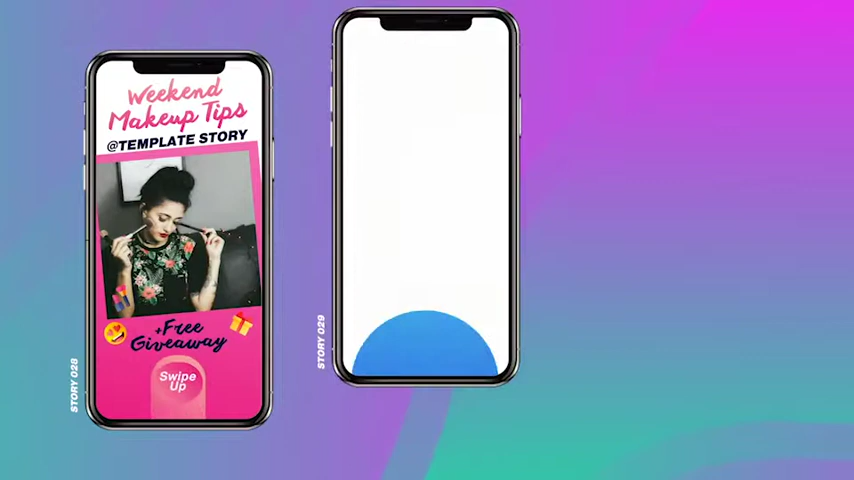 Weekend
Makeup Tips
@TEMPLATE STORY
+Free
Giveaway
Swipe
Up
STORY 028
STORY 029